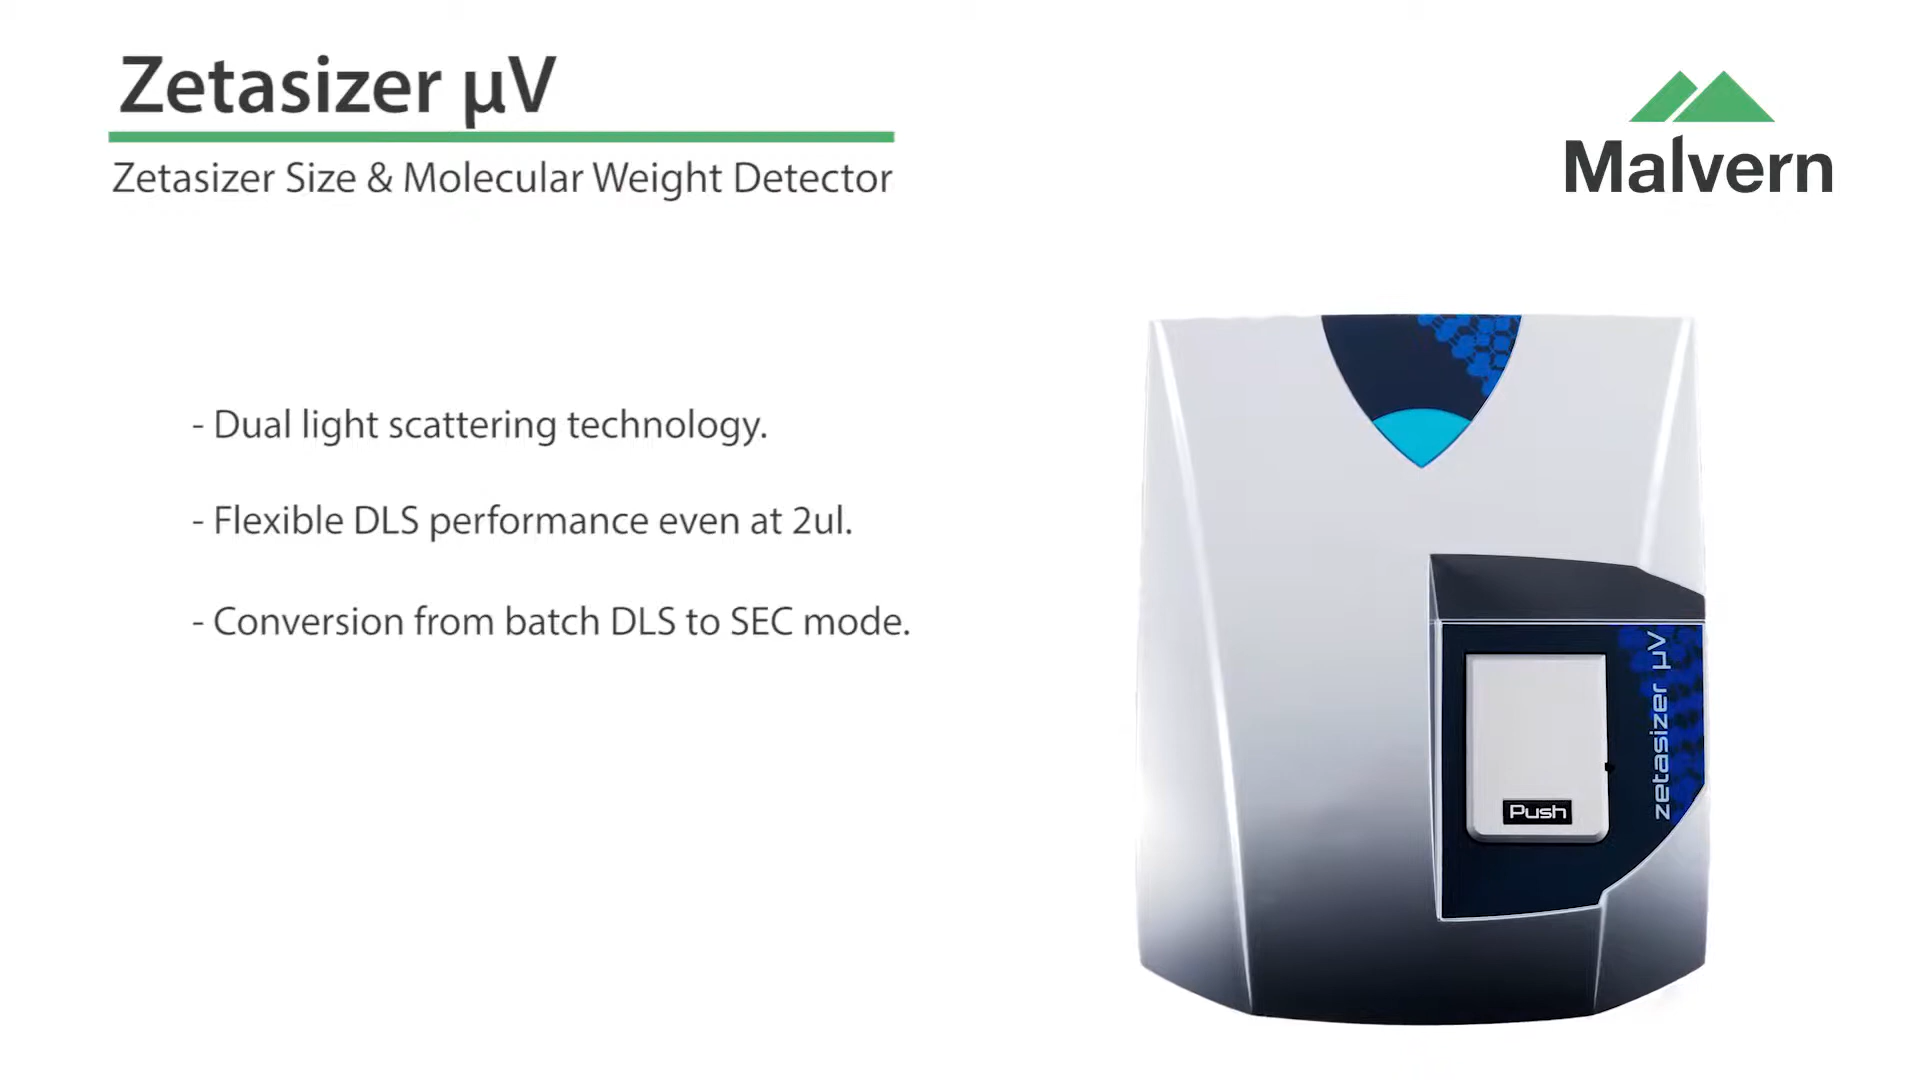 Zetasizer µV
Zetasizer Size & Molecular Weight Detector
Malvern
- Dual light scattering technology.
- Flexible DLS performance even at 2ul.
- Conversion from batch DLS to SEC mode.
zetasizer µV
Push